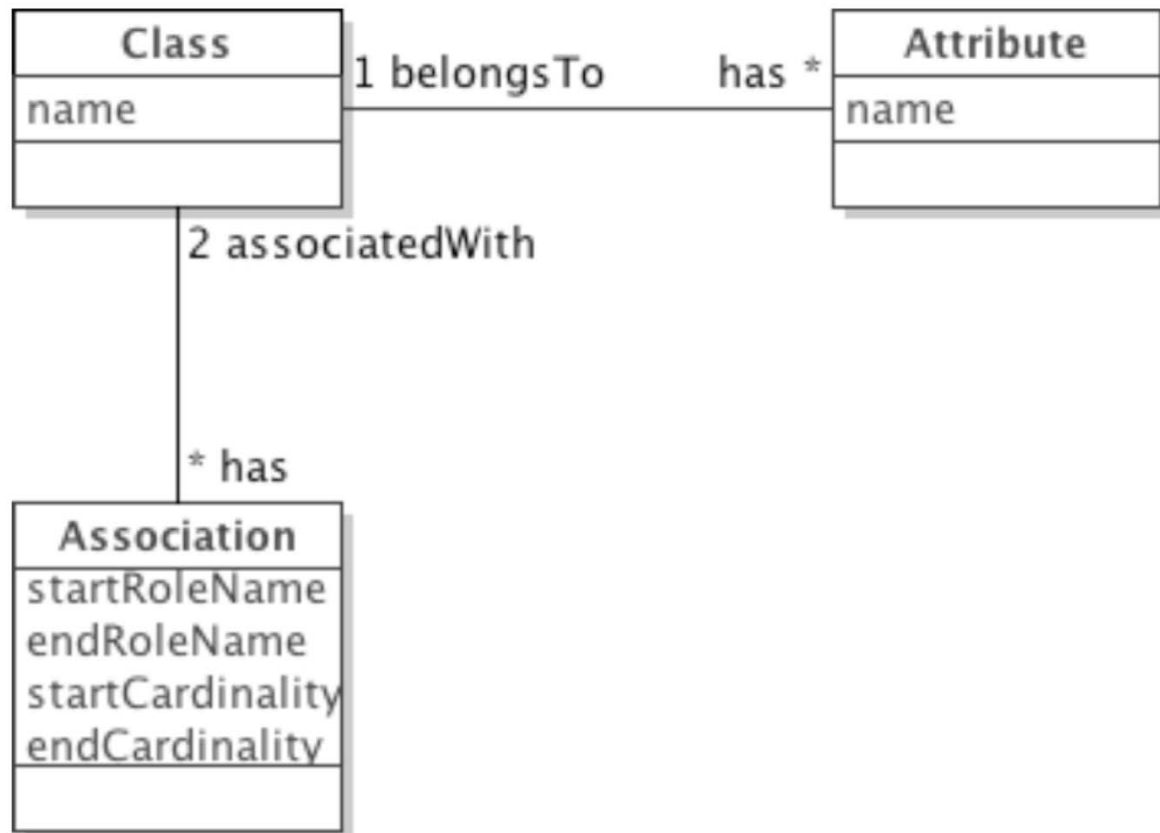 Class
name
1 belongsTo
has *
Attribute
name
2 associatedWith
* has
Association
startRoleName
endRoleName
startCardinality
endCardinality